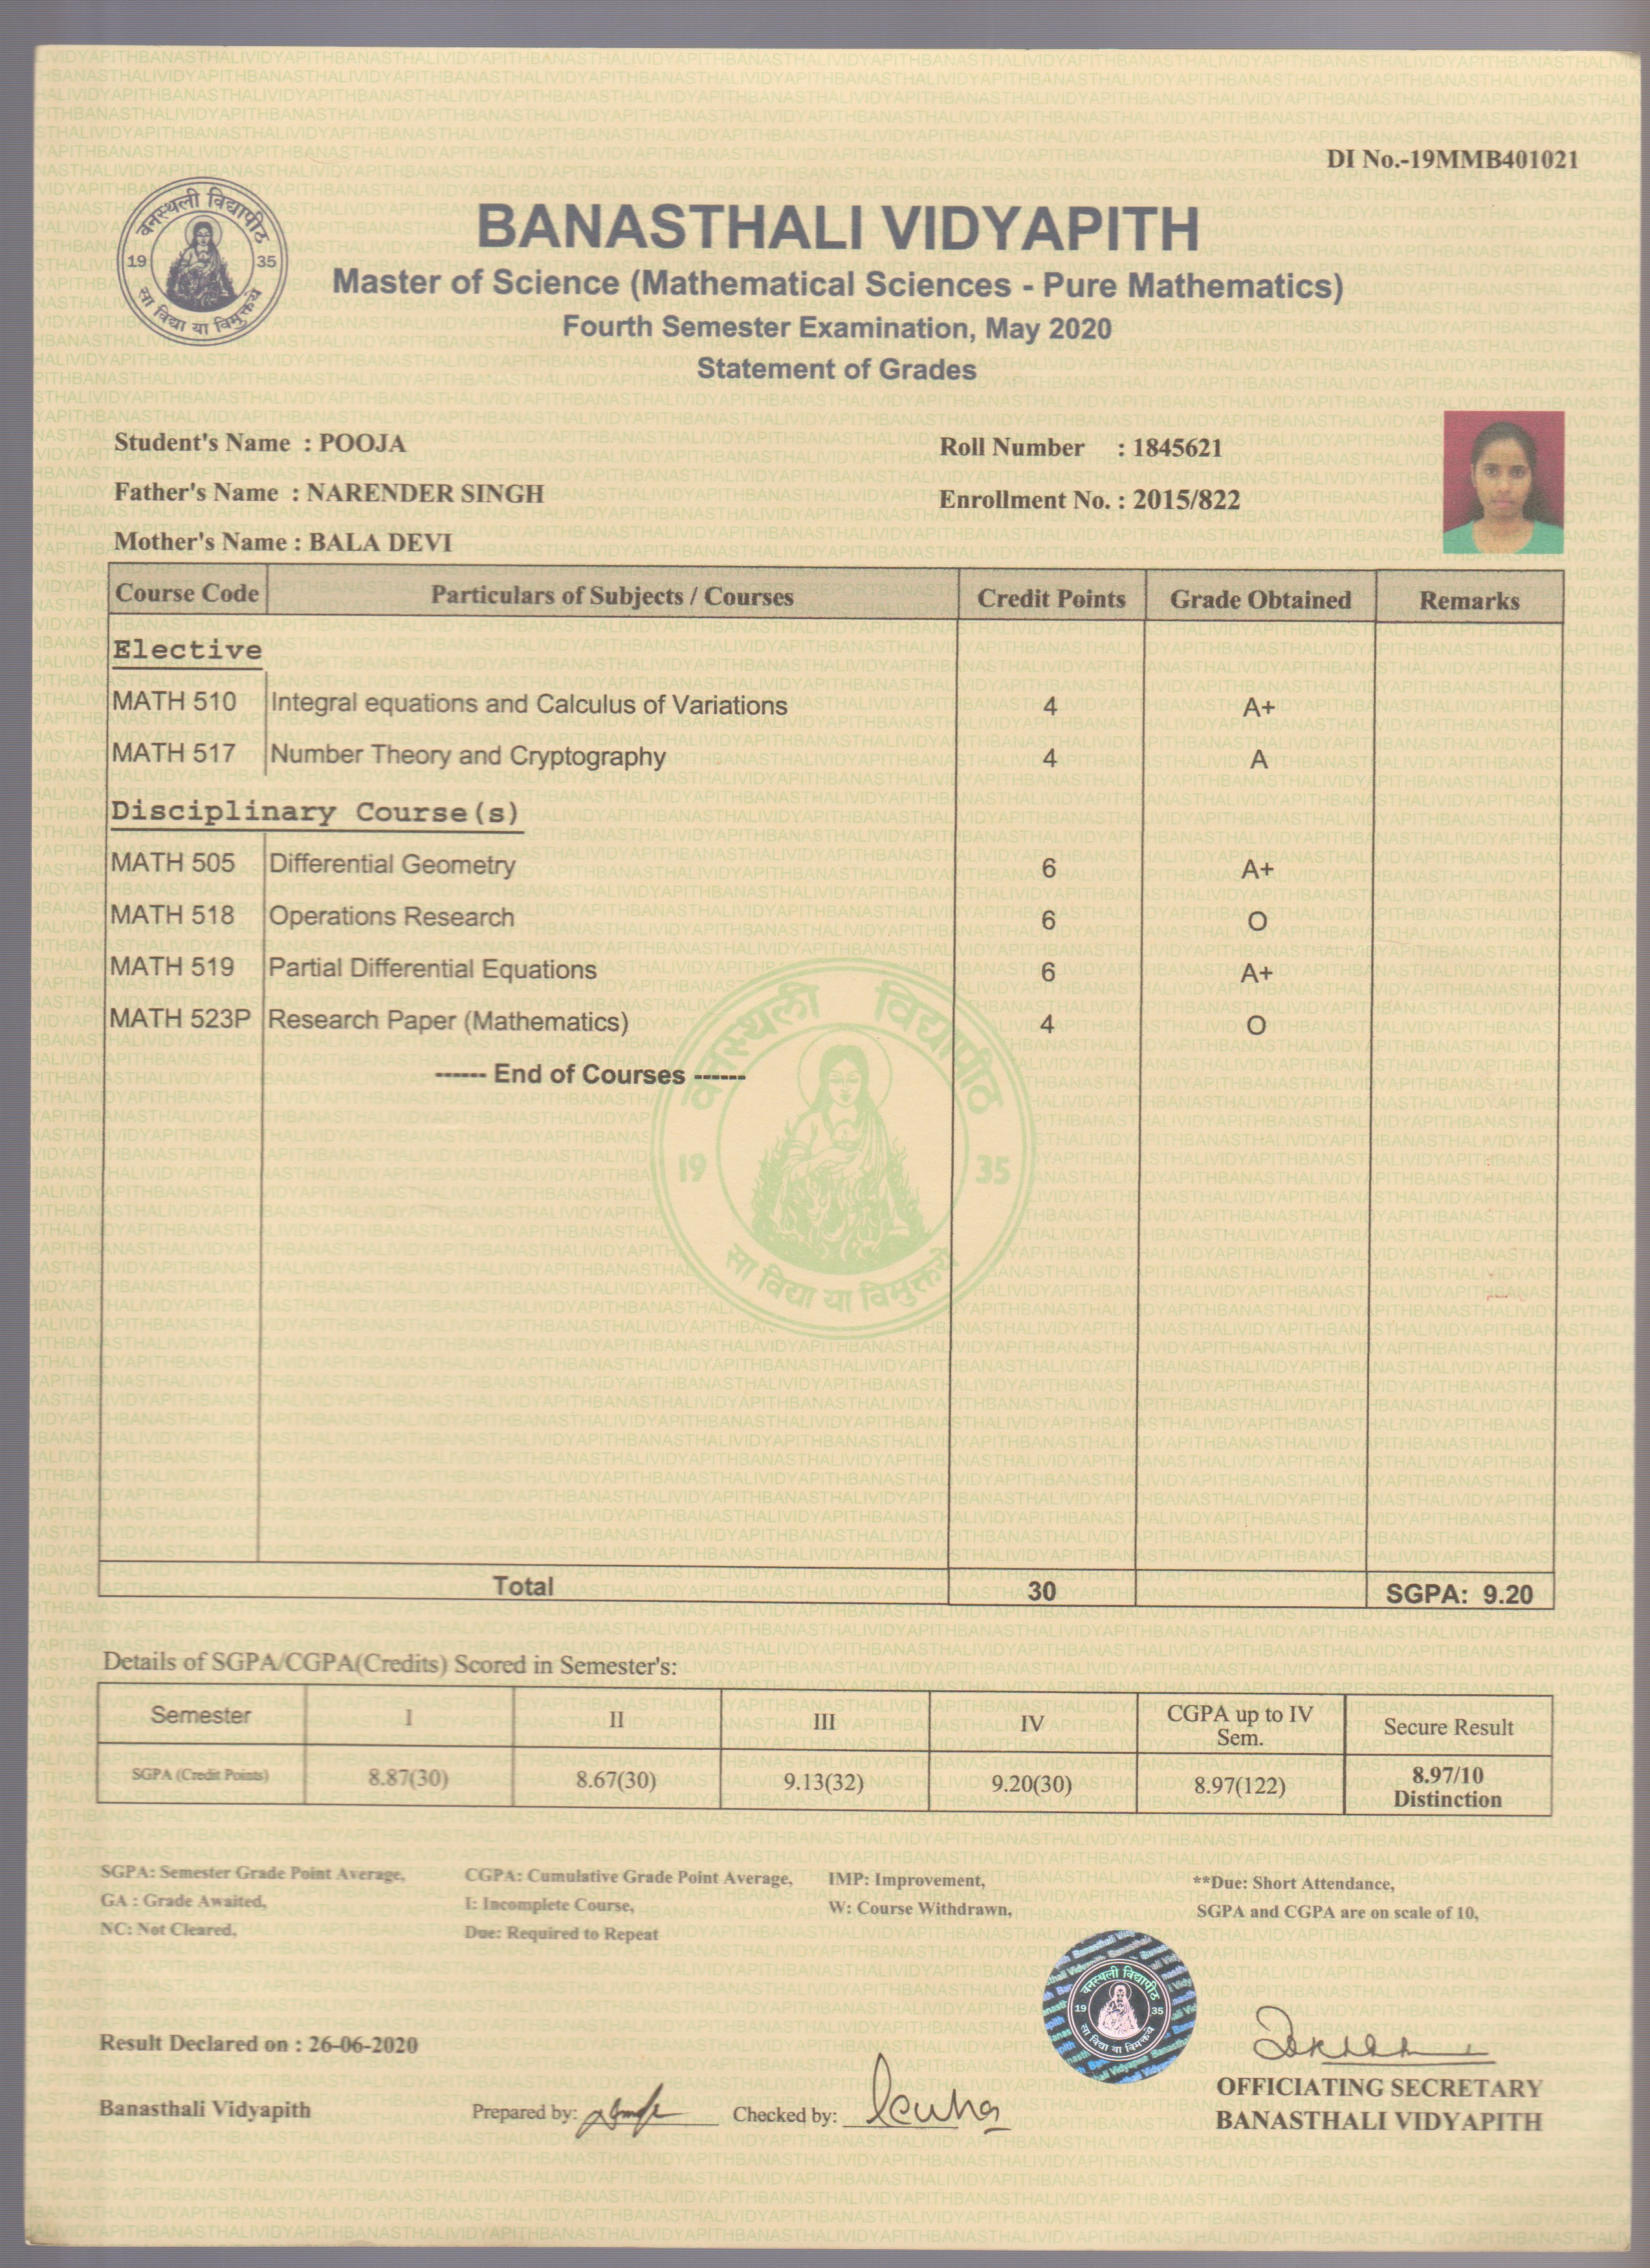 DI No.-19MMB401021
वनस्थली विद्यापीठ
19 35
सा विद्या या विमुक्तये
BANASTHALI VIDYAPITH
Master of Science (Mathematical Sciences - Pure Mathematics)
Fourth Semester Examination, May 2020
Statement of Grades
Student's Name : POOJA Roll Number : 1845621
Father's Name : NARENDER SINGH Enrollment No. : 2015/822
Mother's Name : BALA DEVI
Course Code Particulars of Subjects / Courses Credit Points Grade Obtained Remarks
Elective
MATH 510 Integral equations and Calculus of Variations 4 A+
MATH 517 Number Theory and Cryptography 4 A
Disciplinary Course(s)
MATH 505 Differential Geometry 6 A+
MATH 518 Operations Research 6 O
MATH 519 Partial Differential Equations 6 A+
MATH 523P Research Paper (Mathematics) 4 O
------ End of Courses ------
वनस्थली विद्यापीठ
19 35
सा विद्या या विमुक्तये
Total 30 SGPA: 9.20
Details of SGPA/CGPA(Credits) Scored in Semester's:
Semester I II III IV CGPA up to IV Sem. Secure Result
SGPA (Credit Points) 8.87(30) 8.67(30) 9.13(32) 9.20(30) 8.97(122) 8.97/10 Distinction
SGPA: Semester Grade Point Average, CGPA: Cumulative Grade Point Average, IMP: Improvement, **Due: Short Attendance,
GA : Grade Awaited, I: Incomplete Course, W: Course Withdrawn, SGPA and CGPA are on scale of 10,
NC: Not Cleared, Due: Required to Repeat
वनस्थली विद्यापीठ
19 35
सा विद्या या विमुक्तये
Result Declared on : 26-06-2020
Banasthali Vidyapith Prepared by: Checked by:
OFFICIATING SECRETARY
BANASTHALI VIDYAPITH